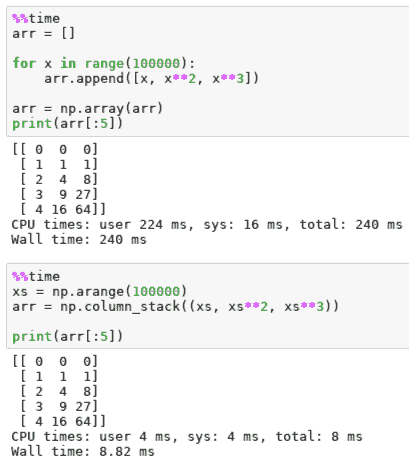 %%time
arr = []
for x in range(100000):
    arr.append([x, x**2, x**3])
arr = np.array(arr)
print(arr[:5])
[[ 0  0  0]
 [ 1  1  1]
 [ 2  4  8]
 [ 3  9 27]
 [ 4 16 64]]
CPU times: user 224 ms, sys: 16 ms, total: 240 ms
Wall time: 240 ms
%%time
xs = np.arange(100000)
arr = np.column_stack((xs, xs**2, xs**3))
print(arr[:5])
[[ 0  0  0]
 [ 1  1  1]
 [ 2  4  8]
 [ 3  9 27]
 [ 4 16 64]]
CPU times: user 4 ms, sys: 4 ms, total: 8 ms
Wall time: 8.82 ms